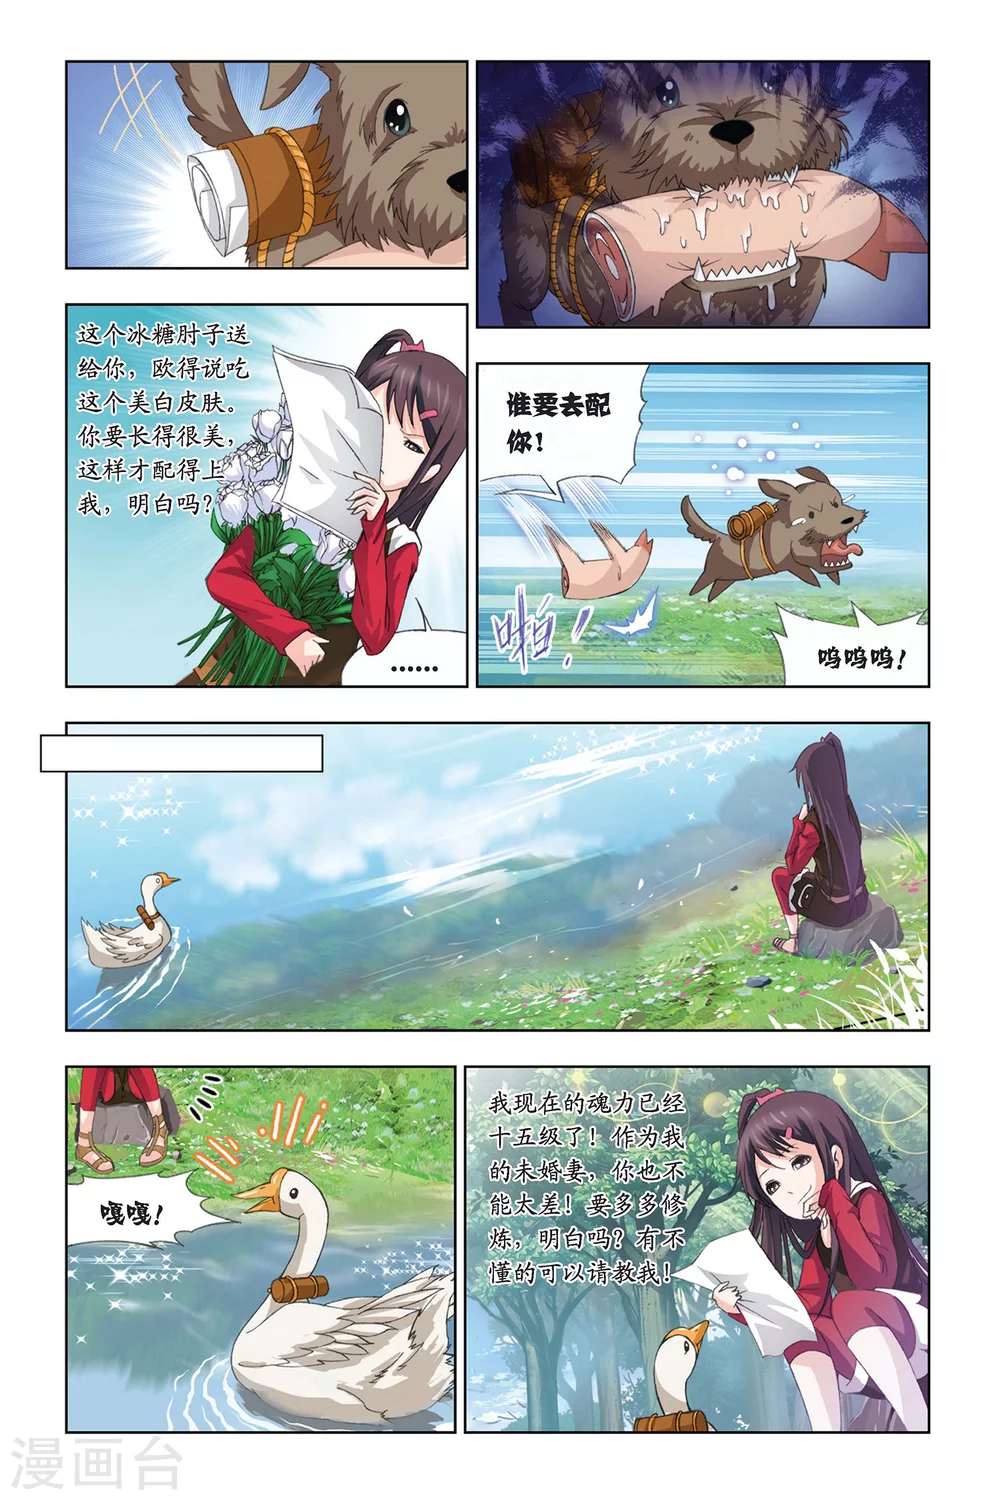 这个冰糖肘子送
给你，欧得说吃
这个美白皮肤。
你要长得很美，
这样才配得上
我，明白吗？
……
谁要去配
你！
啪！
呜呜呜！
嘎嘎！
我现在的魂力已经
十五级了！作为我
的未婚妻，你也不
能太差！要多多修
炼，明白吗？有不
懂的可以请教我！
漫画台